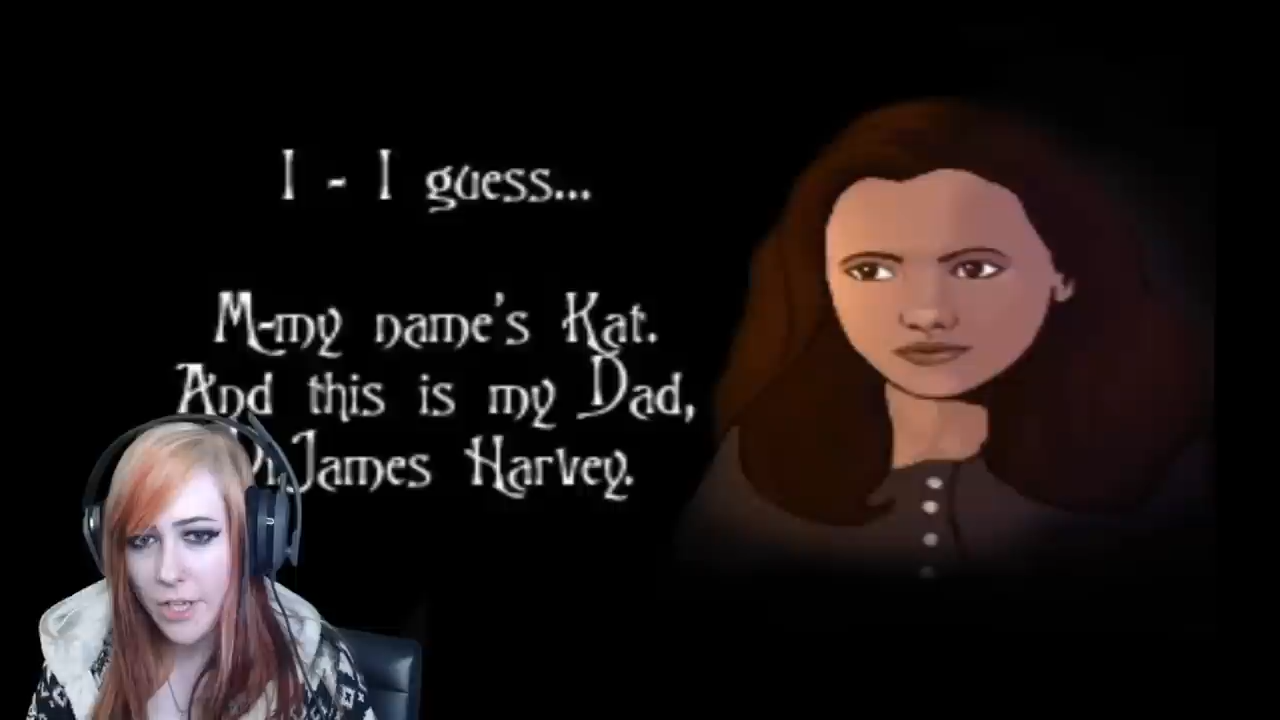 I - I guess...
M-my name's Kat.
And this is my Dad,
James Harvey.